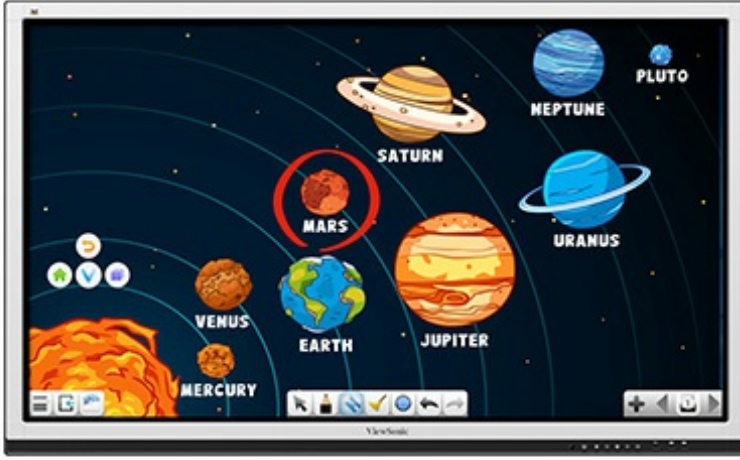 NEPTUNE
PLUTO
SATURN
MARS
URANUS
VENUS
EARTH
JUPITER
MERCURY
ViewSonic